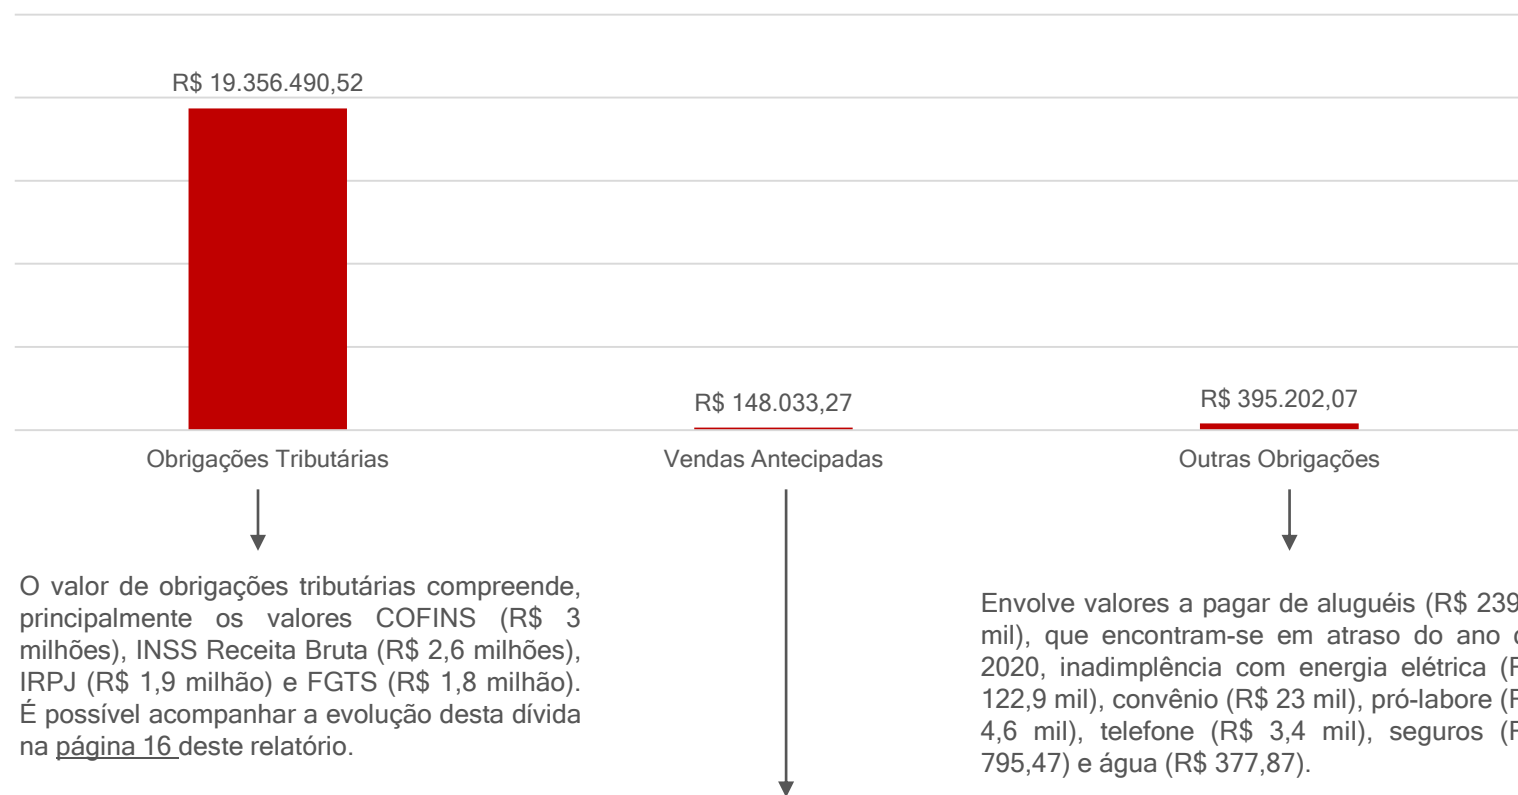 R$ 19.356.490,52
R$ 148.033,27
R$ 395.202,07
Obrigações Tributárias
Vendas Antecipadas
Outras Obrigações
O valor de obrigações tributárias compreende,
principalmente os valores COFINS (R$ 3
milhões), INSS Receita Bruta (R$ 2,6 milhões),
IRPJ (R$ 1,9 milhão) e FGTS (R$ 1,8 milhão).
É possível acompanhar a evolução desta dívida
na página 16 deste relatório.
Envolve valores a pagar de aluguéis (R$ 239
mil), que encontram-se em atraso do ano
2020, inadimplência com energia elétrica
122,9 mil), convênio (R$ 23 mil), pró-labore
4,6 mil), telefone (R$ 3,4 mil), seguros
795,47) e água (R$ 377,87).